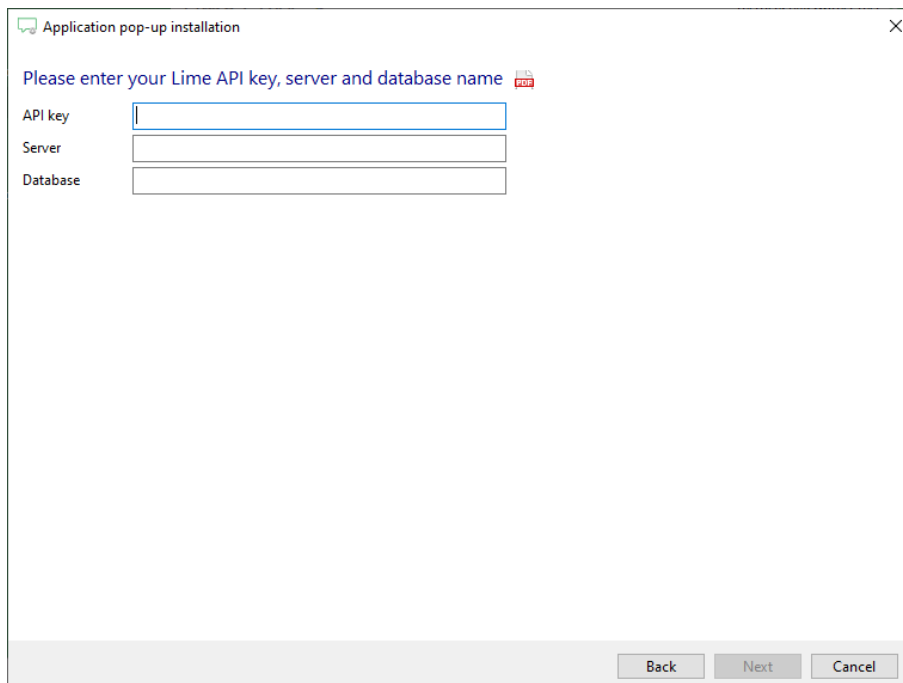 Application pop-up installation
Please enter your Lime API key, server and database name PDF
API key
Server
Database
Back Next Cancel